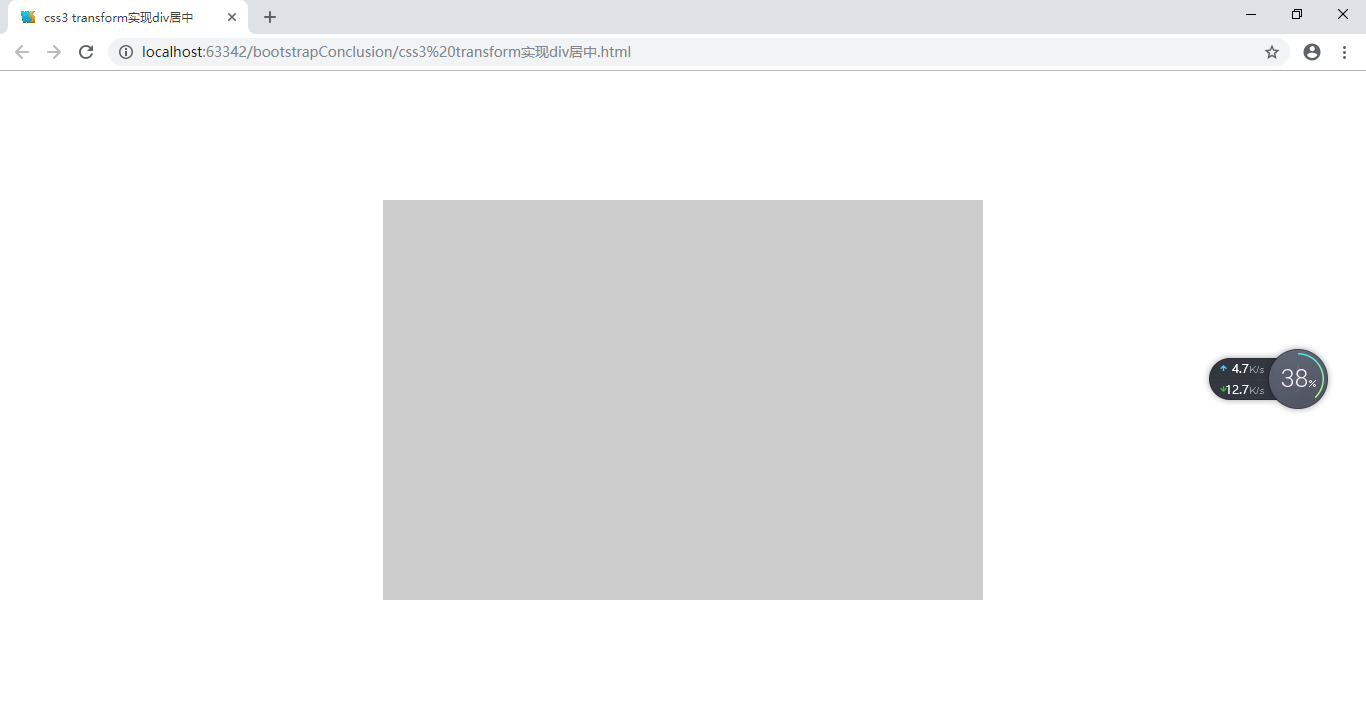 css3 transform实现div居中
localhost:63342/bootstrapConclusion/css3%20transform实现div居中.html
4.7K/s
12.7K/s
38%